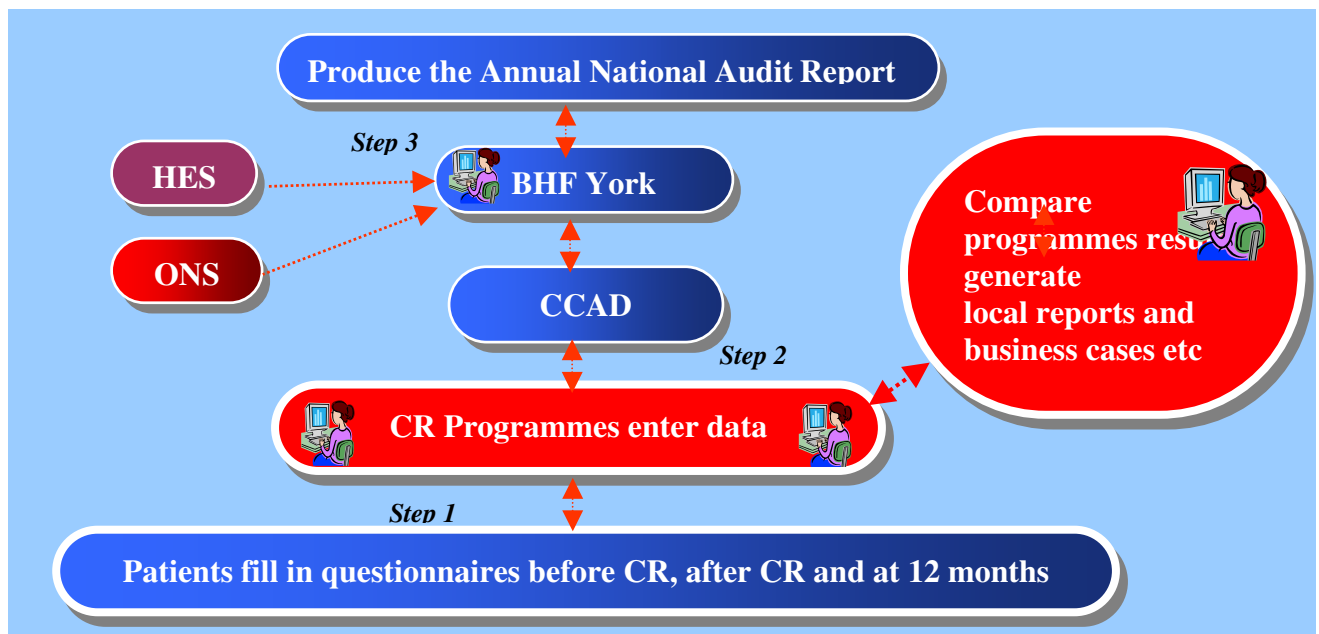 Produce the Annual National Audit Report
Step 3
HES
BHF York
ONS
CCAD
Step 2
Compare
programmes
generate
local reports and
business cases etc
CR Programmes enter data
Step 1
Patients fill in questionnaires before CR, after CR and at 12 months